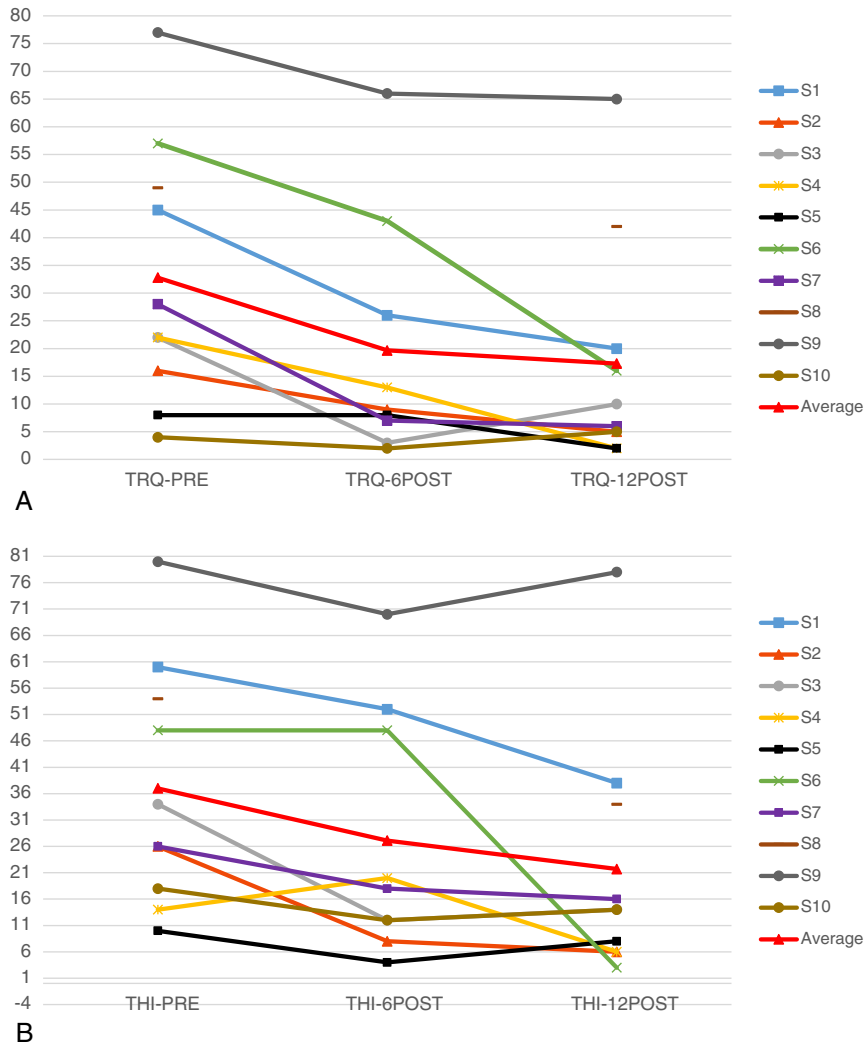 80
75
70
65
60
55
50
45
40
35
30
25
20
15
10
5
0
TRQ-PRE TRQ-6POST TRQ-12POST
S1
S2
S3
S4
S5
S6
S7
S8
S9
S10
Average
A
81
76
71
66
61
56
51
46
41
36
31
26
21
16
11
6
1
-4
THI-PRE THI-6POST THI-12POST
S1
S2
S3
S4
S5
S6
S7
S8
S9
S10
Average
B